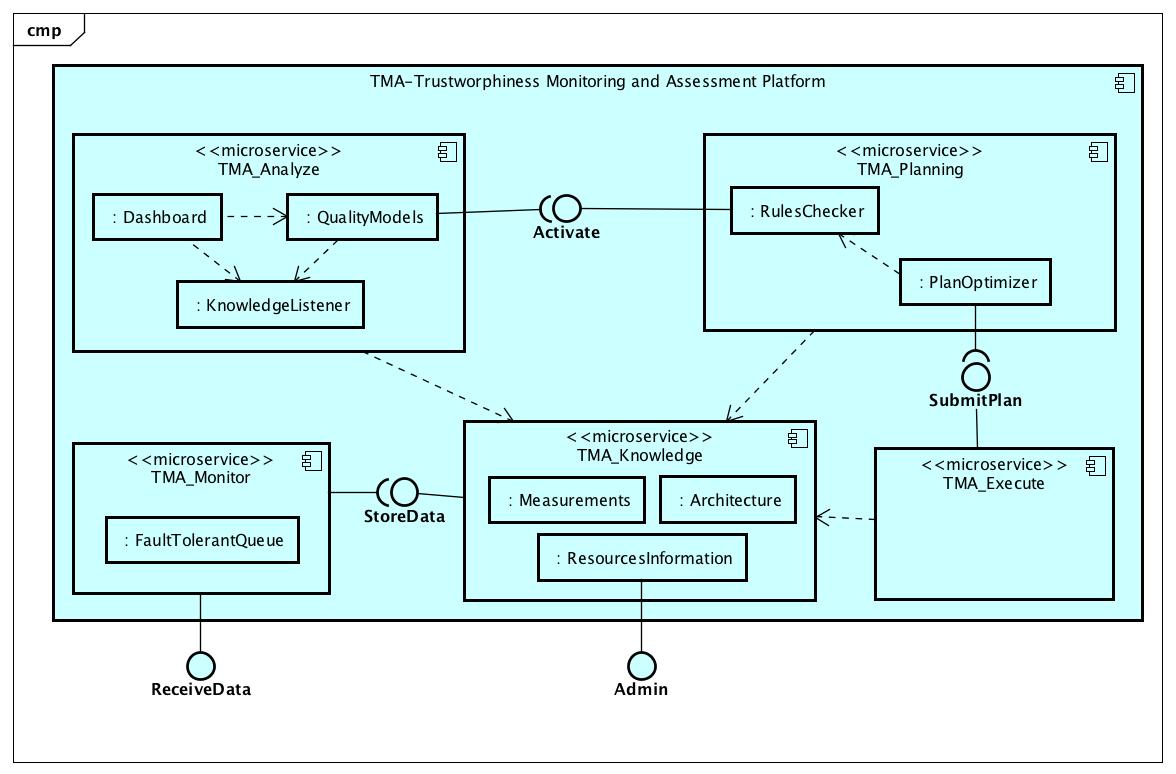 cmp
TMA-Trustworphiness Monitoring and Assessment Platform
<<microservice>>
TMA_Analyze
: Dashboard
: QualityModels
: KnowledgeListener
Activate
<<microservice>>
TMA_Planning
: RulesChecker
: PlanOptimizer
SubmitPlan
<<microservice>>
TMA_Monitor
: FaultTolerantQueue
StoreData
<<microservice>>
TMA_Knowledge
: Measurements
: Architecture
: ResourcesInformation
<<microservice>>
TMA_Execute
ReceiveData
Admin